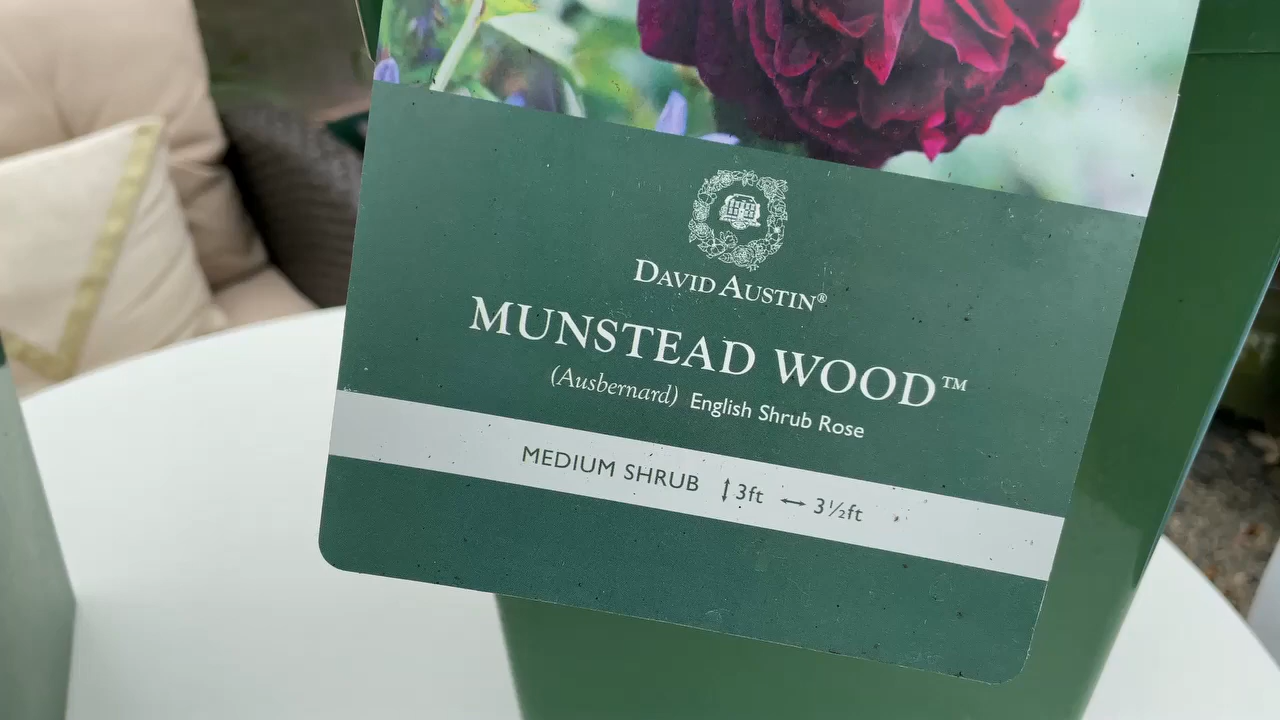 DAVID AUSTIN®
MUNSTEAD WOOD™
(Ausbernard) English Shrub Rose
MEDIUM SHRUB ↕3ft ↔3½ft